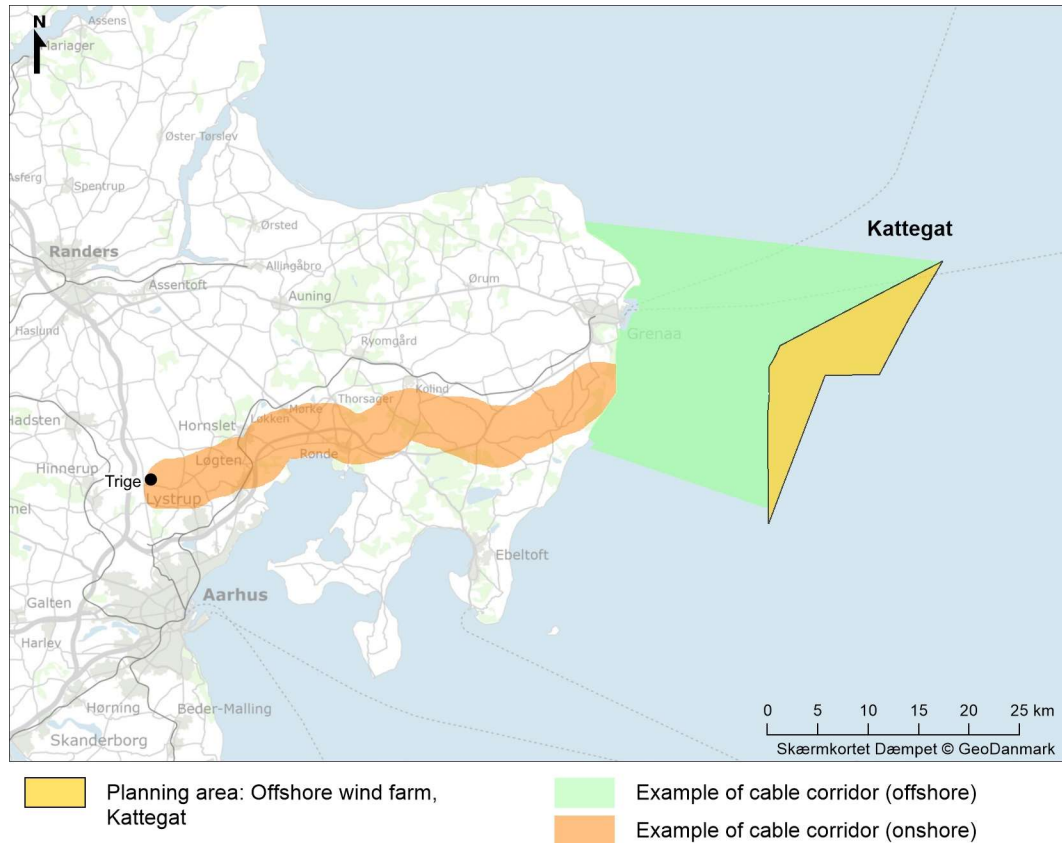 N
Assens
Mariager
Øster Tørslev
Asferg
Spentrup
Ørsted
Kattegat
Randers
Allingåbro
Assentoft
Ørum
Auning
Haslund
Grenaa
Ryomgård
Kolind
Thorsager
Hadsten
Hornslet
Mørke
Løkken
Hinnerup
Løgten
Rønde
Trige
Lystrup
mel
Ebeltoft
Galten
Aarhus
Harlev
Hørning
Beder-Malling
0 5 10 15 20 25 km
Skanderborg
Skærmkortet Dæmpet © GeoDanmark
Planning area: Offshore wind farm,
Kattegat
Example of cable corridor (offshore)
Example of cable corridor (onshore)